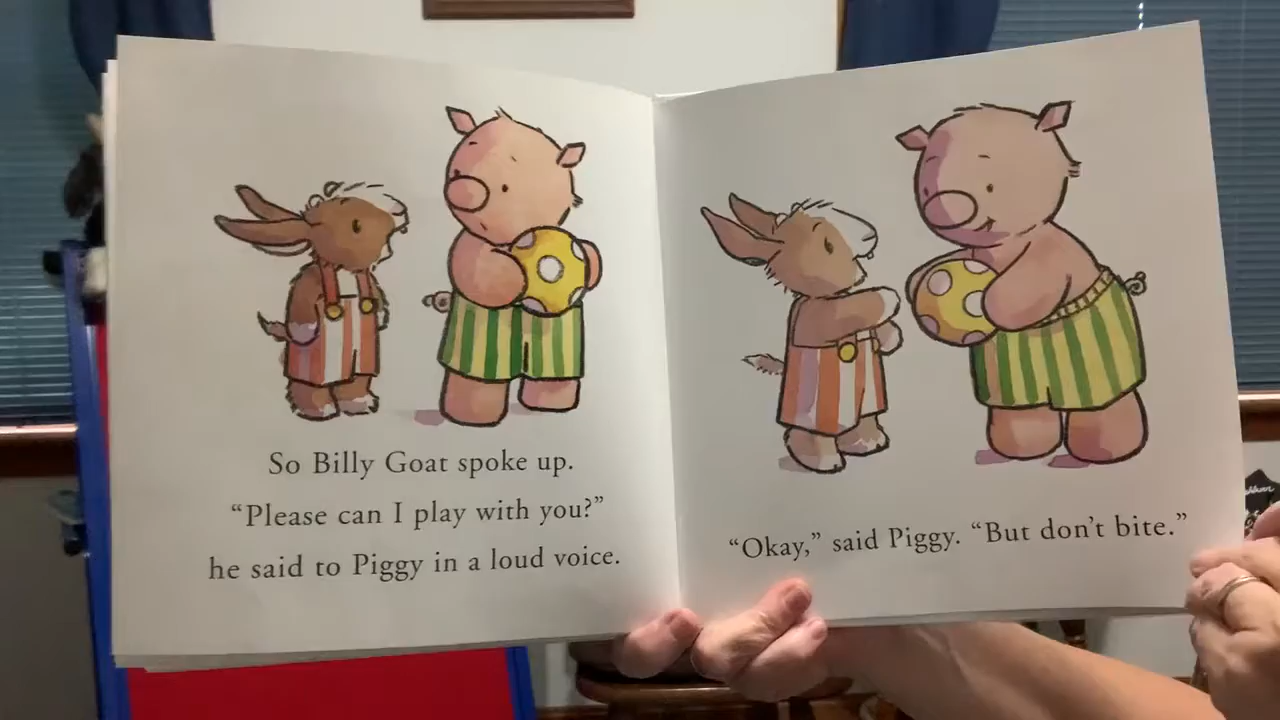 So Billy Goat spoke up.
“Please can I play with you?”
he said to Piggy in a loud voice.
“Okay,” said Piggy. “But don’t bite.”